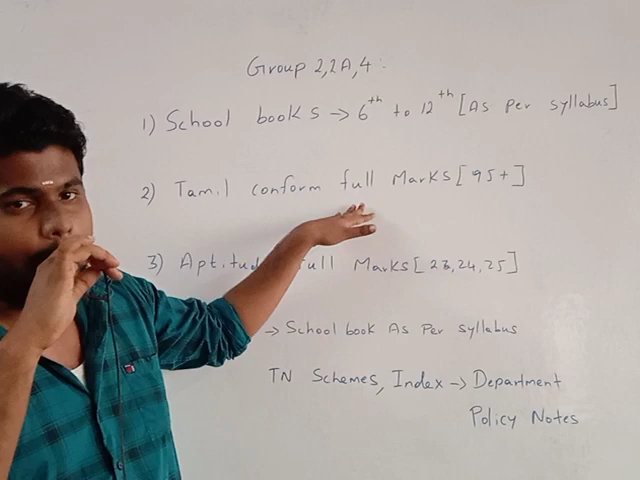 Group 2,2A,4 :
1) School books → 6th to 12th [As per syllabus]
2) Tamil conform full Marks [95+]
3) Aptitude full Marks [23,24,25]
→ School book As per syllabus
TN Schemes, Index → Department
Policy Notes